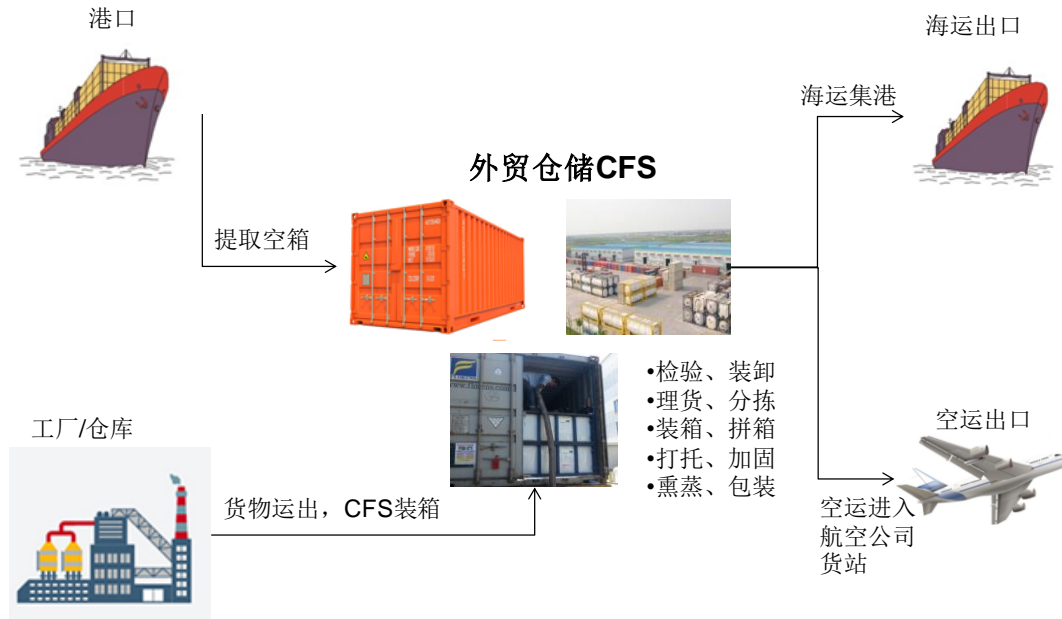 港口
海运出口
海运集港
外贸仓储CFS
提取空箱
•检验、装卸
•理货、分拣
•装箱、拼箱
•打托、加固
•熏蒸、包装
工厂/仓库
货物运出，CFS装箱
空运出口
空运进入
航空公司
货站